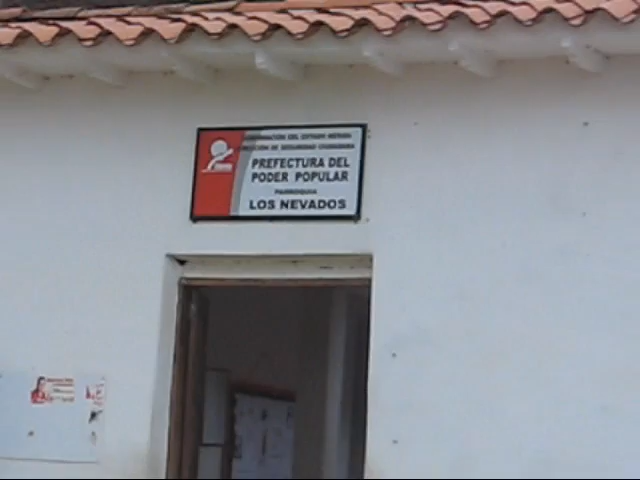 GOBERNACIÓN DEL ESTADO MÉRIDA
DIRECCIÓN DE SEGURIDAD CIUDADANA
PREFECTURA DEL
PODER POPULAR
PARROQUIA
LOS NEVADOS